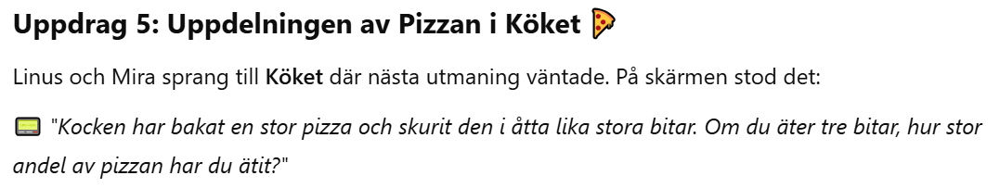 Uppdrag 5: Uppdelningen av Pizzan i Köket 🍕
Linus och Mira sprang till Köket där nästa utmaning väntade. På skärmen stod det:
📟 "Kocken har bakat en stor pizza och skurit den i åtta lika stora bitar. Om du äter tre bitar, hur stor
andel av pizzan har du ätit?"